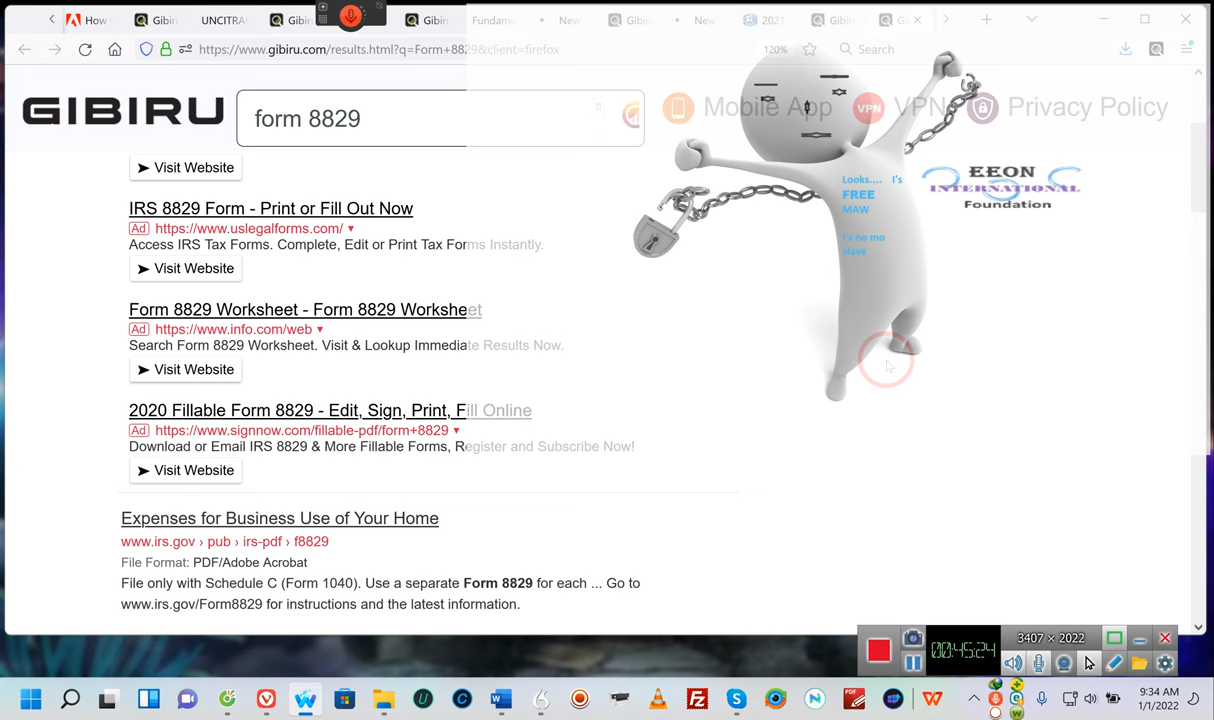 How
Gibiru
UNCITRA
Gibiru
Gibiru
Fundame
New
Gibiru
New
2021
Gibiru
Gi
https://www.gibiru.com/results.html?q=Form+8829&client=firefox
120%
Search
GIBIRU
form 8829
Mobile App
VPN
VPN
Privacy Policy
Looks.... I's
FREE
MAW
I's no mo
slave
EEON
INTERNATIONAL
Foundation
➤ Visit Website
IRS 8829 Form - Print or Fill Out Now
Ad https://www.uslegalforms.com/
Access IRS Tax Forms. Complete, Edit or Print Tax Forms Instantly.
➤ Visit Website
Form 8829 Worksheet - Form 8829 Worksheet
Ad https://www.info.com/web
Search Form 8829 Worksheet. Visit & Lookup Immediate Results Now.
➤ Visit Website
2020 Fillable Form 8829 - Edit, Sign, Print, Fill Online
Ad https://www.signnow.com/fillable-pdf/form+8829
Download or Email IRS 8829 & More Fillable Forms, Register and Subscribe Now!
➤ Visit Website
Expenses for Business Use of Your Home
www.irs.gov › pub › irs-pdf › f8829
File Format: PDF/Adobe Acrobat
File only with Schedule C (Form 1040). Use a separate Form 8829 for each ... Go to
www.irs.gov/Form8829 for instructions and the latest information.
00:45:24
3407 × 2022
9:34 AM
1/1/2022